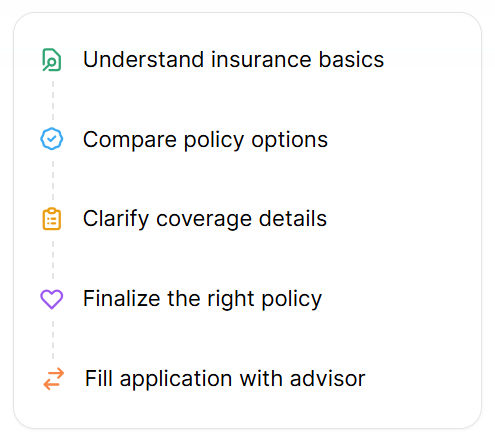 Understand insurance basics
Compare policy options
Clarify coverage details
Finalize the right policy
Fill application with advisor